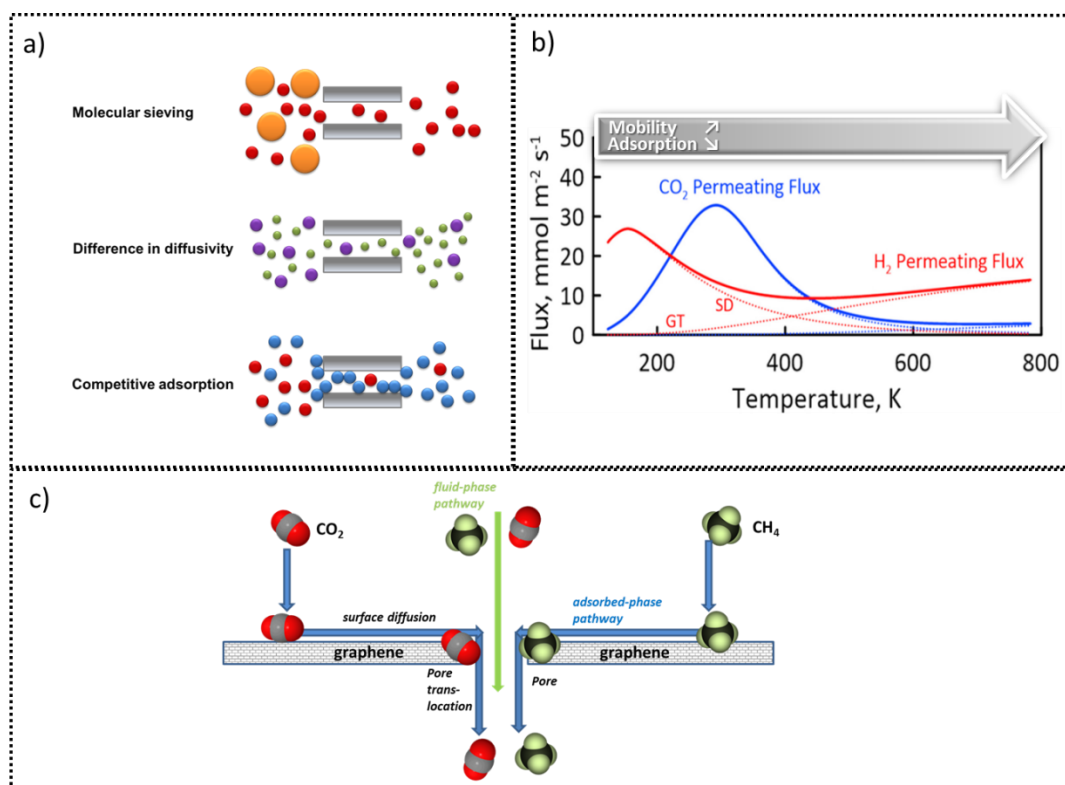 a)
Molecular sieving
Difference in diffusivity
Competitive adsorption
b)
Mobility ↗
Adsorption ↘
Flux, mmol m⁻² s⁻¹
50
40
30
20
10
0
CO₂ Permeating Flux
H₂ Permeating Flux
SD
GT
200
400
600
800
Temperature, K
c)
fluid-phase
pathway
CO₂
CH₄
surface diffusion
adsorbed-phase
pathway
graphene
graphene
Pore
trans-
location
Pore